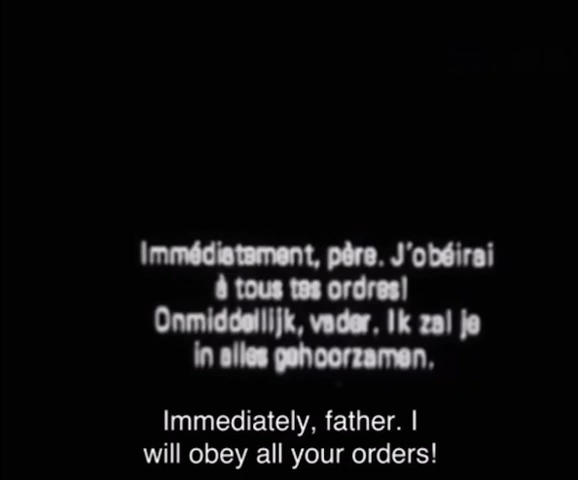 Immédiatement, père. J'obéirai
à tous tes ordres!
Onmiddellijk, vader. Ik zal je
in alles gehoorzamen.
Immediately, father. I
will obey all your orders!